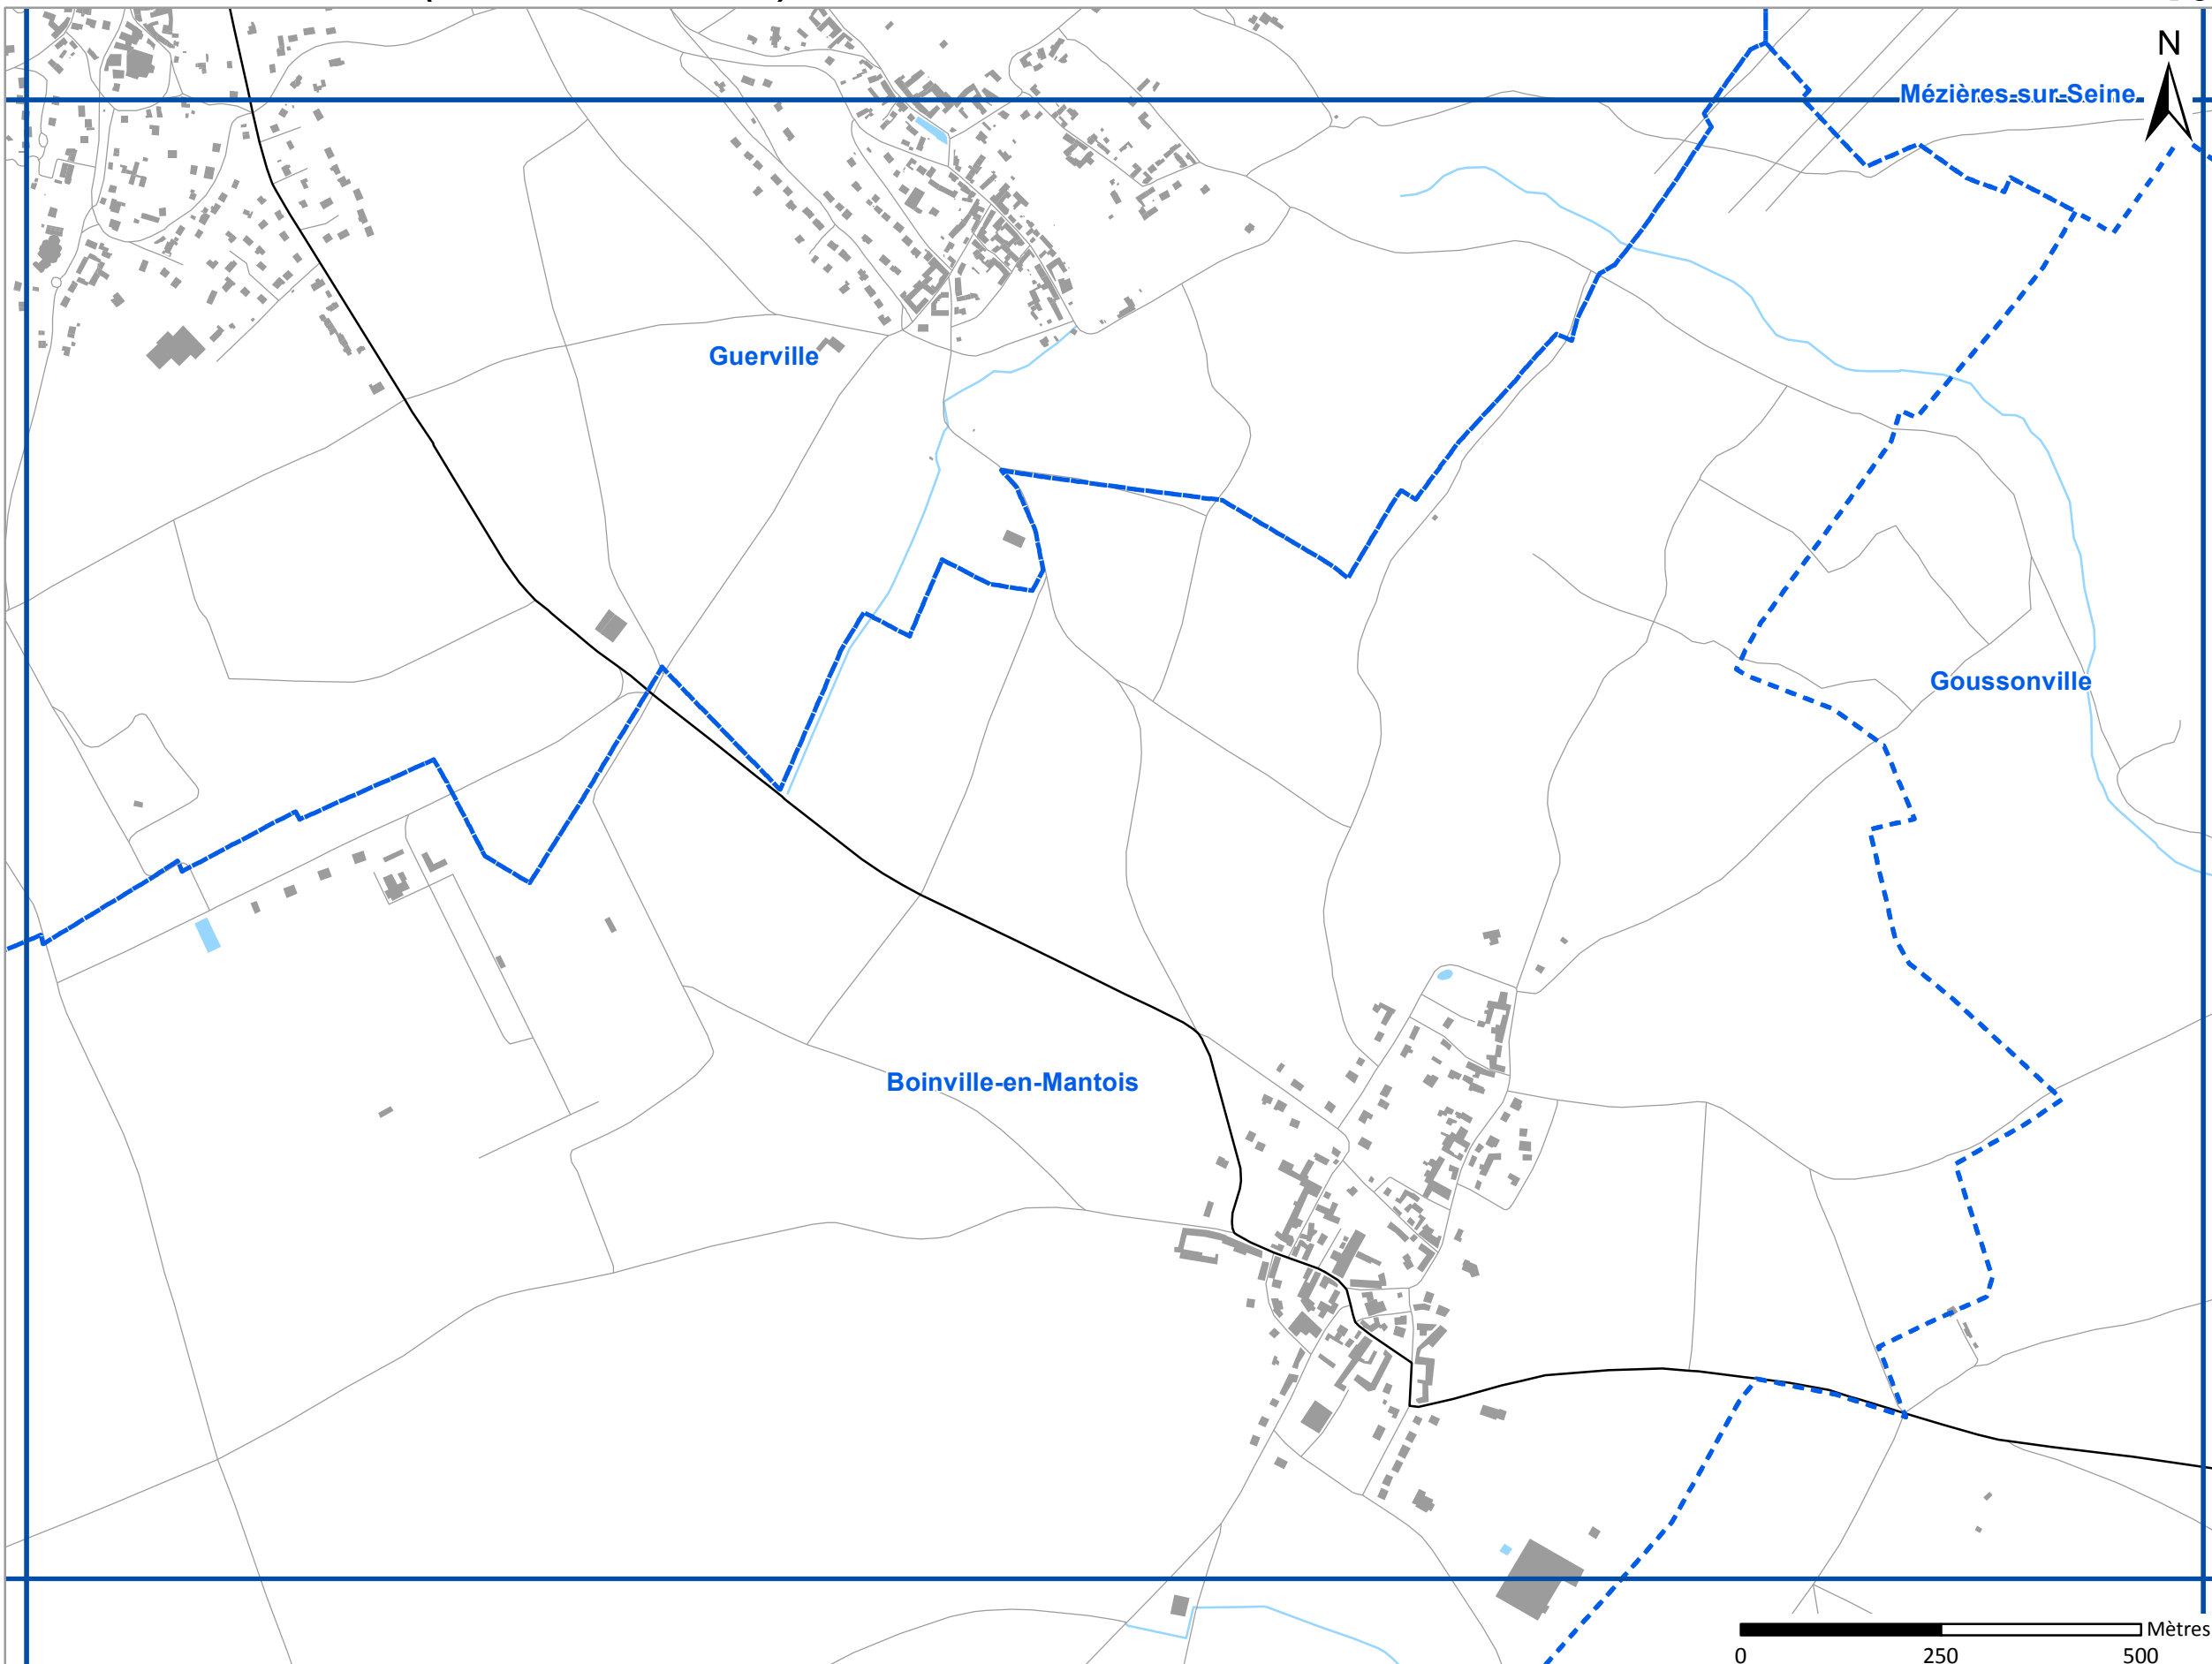 N
Mézières-sur-Seine
Guerville
Goussonville
Boinville-en-Mantois
Mètres
0 250 500